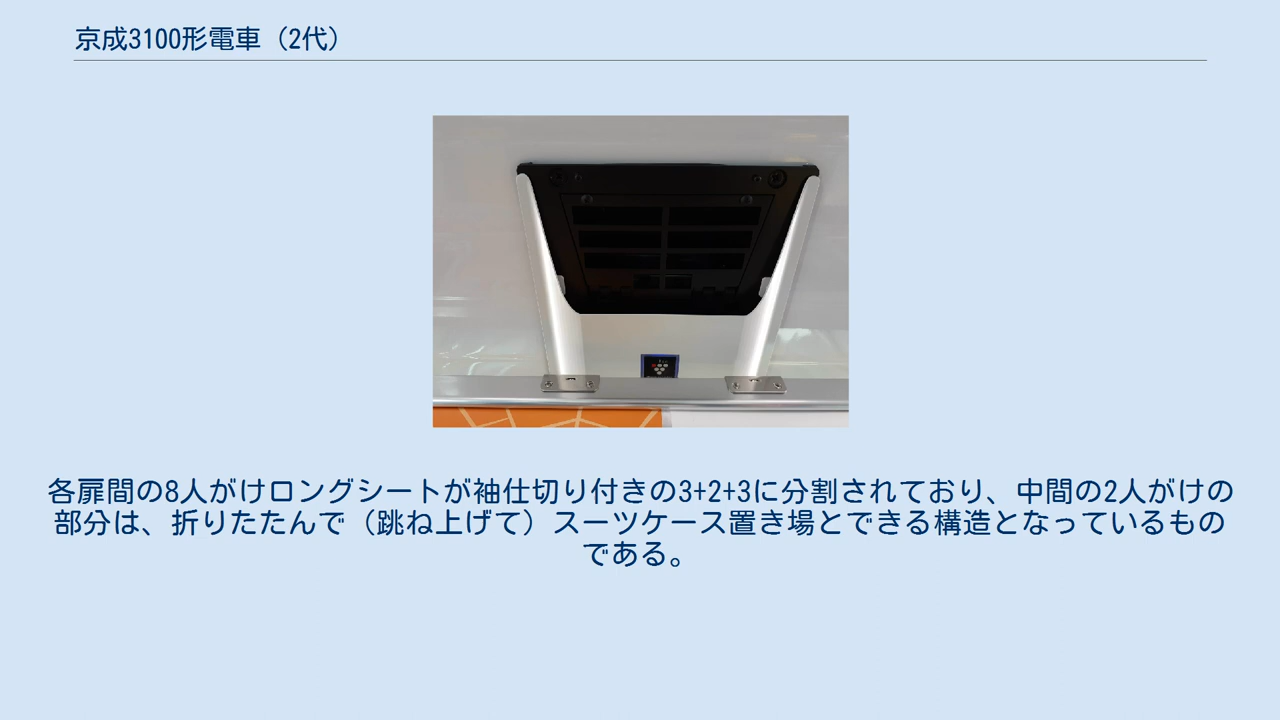 京成3100形電車（2代）
各扉間の8人がけロングシートが袖仕切り付きの3+2+3に分割されており、中間の2人がけの
部分は、折りたたんで（跳ね上げて）スーツケース置き場とできる構造となっているもの
である。